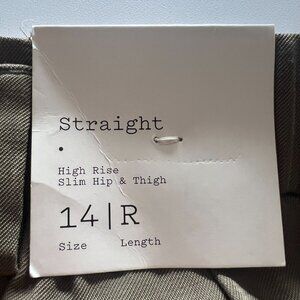 Straight
•
High Rise
Slim Hip & Thigh
14|R
Size Length